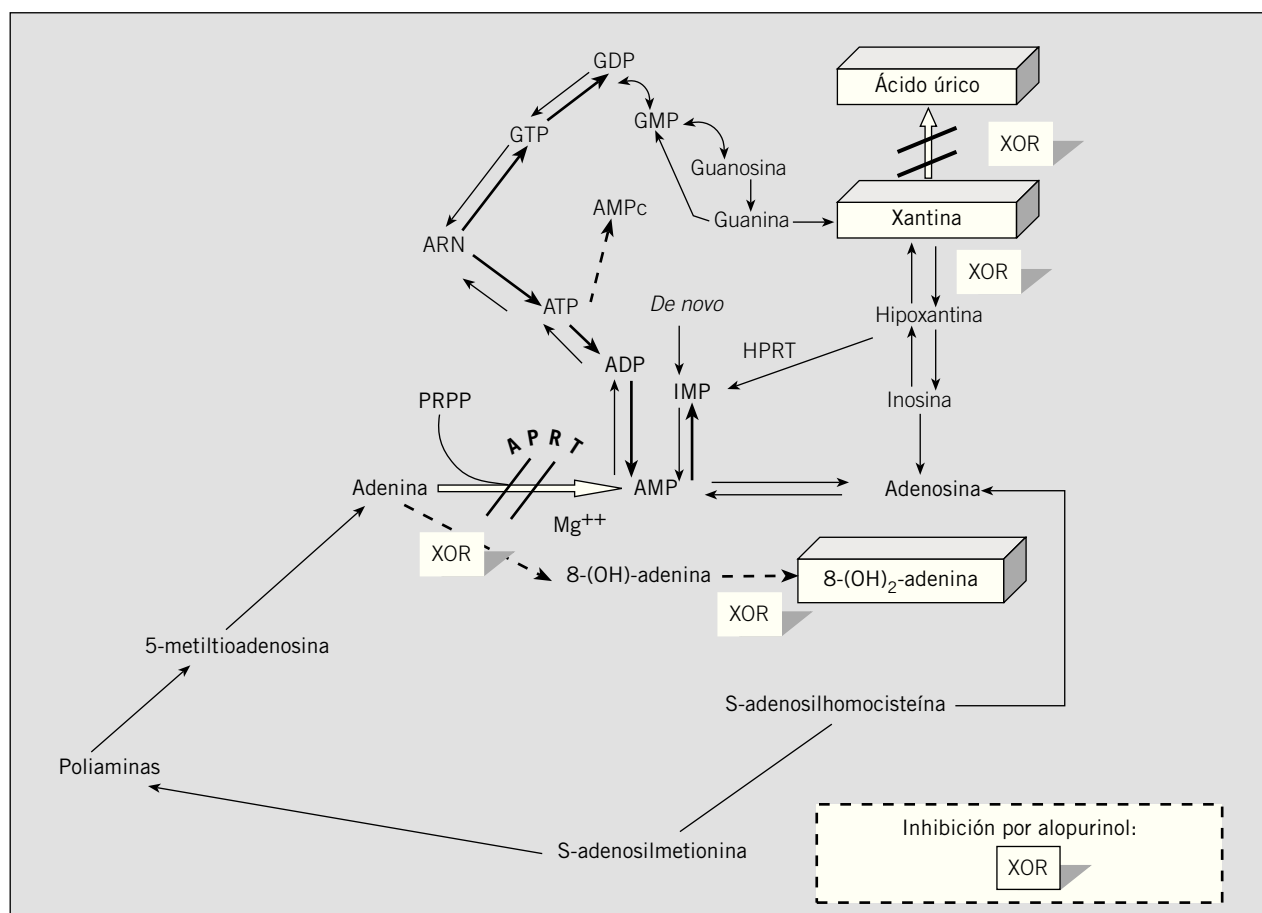 GDP
Ácido úrico
GMP
GTP
XOR
Guanosina
AMPc
Guanina
Xantina
ARN
XOR
ATP
De novo
Hipoxantina
HPRT
ADP
IMP
Inosina
PRPP
APRT
Adenina
AMP
Adenosina
Mg++
XOR
8-(OH)-adenina
8-(OH)2-adenina
XOR
5-metiltioadenosina
S-adenosilhomocisteína
Poliaminas
S-adenosilmetionina
Inhibición por alopurinol:
XOR